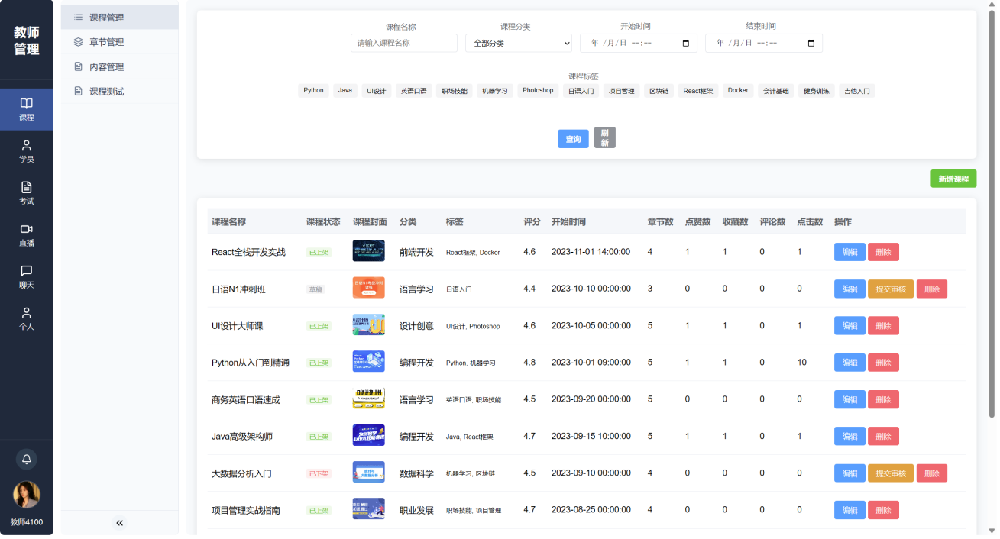 教师
管理
课程
学员
考试
直播
聊天
个人
教师4100
课程管理
章节管理
内容管理
课程测试
课程名称 课程分类 开始时间 结束时间
请输入课程名称 全部分类 年 /月/日 --:-- 年 /月/日 --:--
课程标签
Python Java UI设计 英语口语 职场技能 机器学习 Photoshop 日语入门 项目管理 区块链 React框架 Docker 会计基础 健身训练 吉他入门
查询 刷新
新增课程
课程名称 课程状态 课程封面 分类 标签 评分 开始时间 章节数 点赞数 收藏数 评论数 点击数 操作
React全栈开发实战 已上架 前端开发 React框架, Docker 4.6 2023-11-01 14:00:00 4 1 1 0 1 编辑 删除
日语N1冲刺班 草稿 语言学习 日语入门 4.4 2023-10-10 00:00:00 3 0 0 0 0 编辑 提交审核 删除
UI设计大师课 已上架 设计创意 UI设计, Photoshop 4.6 2023-10-05 00:00:00 5 1 1 0 1 编辑 删除
Python从入门到精通 已上架 编程开发 Python, 机器学习 4.8 2023-10-01 09:00:00 5 1 1 0 10 编辑 删除
商务英语口语速成 已上架 语言学习 英语口语, 职场技能 4.5 2023-09-20 00:00:00 5 0 0 0 0 编辑 删除
Java高级架构师 已上架 编程开发 Java, React框架 4.7 2023-09-15 10:00:00 5 1 1 0 1 编辑 删除
大数据分析入门 已下架 数据科学 机器学习, 区块链 4.5 2023-09-10 00:00:00 4 0 0 0 0 编辑 提交审核 删除
项目管理实战指南 已上架 职业发展 职场技能, 项目管理 4.7 2023-08-25 00:00:00 4 0 0 0 0 编辑 删除